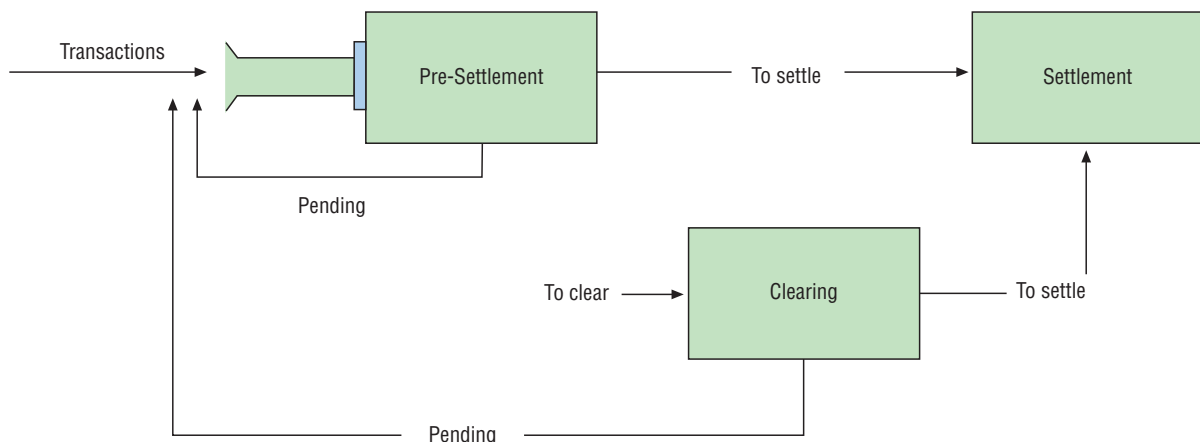 Transactions
Pre-Settlement
To settle
Settlement
Pending
To clear
Clearing
To settle
Pending